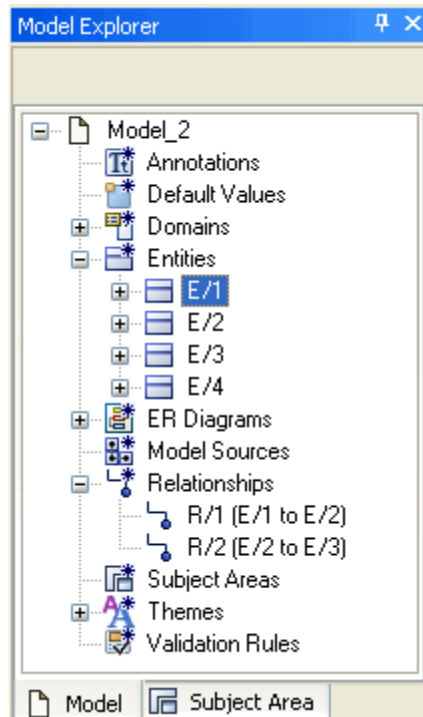 Model Explorer
Model_2
Annotations
Default Values
Domains
Entities
E/1
E/2
E/3
E/4
ER Diagrams
Model Sources
Relationships
R/1 (E/1 to E/2)
R/2 (E/2 to E/3)
Subject Areas
Themes
Validation Rules
Model Subject Area